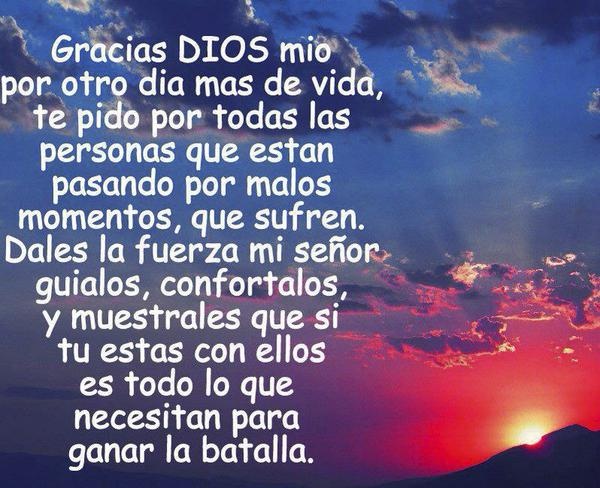 Gracias DIOS mio
por otro dia mas de vida,
te pido por todas las
personas que estan
pasando por malos
momentos, que sufren.
Dales la fuerza mi señor
guialos, confortalos,
y muestrales que si
tu estas con ellos
es todo lo que
necesitan para
ganar la batalla.